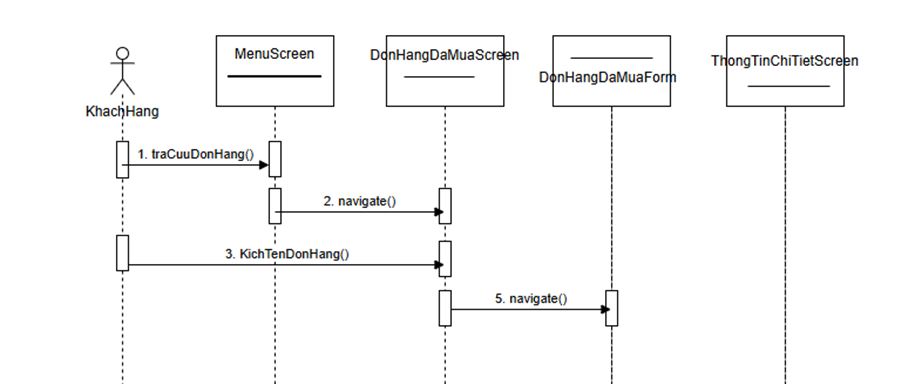 MenuScreen
DonHangDaMuaScreen
DonHangDaMuaForm
ThongTinChiTietScreen
KhachHang
1. traCuuDonHang()
2. navigate()
3. KichTenDonHang()
5. navigate()